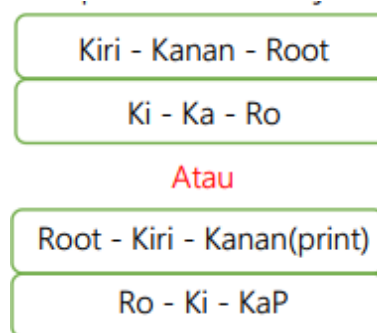 Kiri - Kanan - Root
Ki - Ka - Ro
Atau
Root - Kiri - Kanan(print)
Ro - Ki - KaP